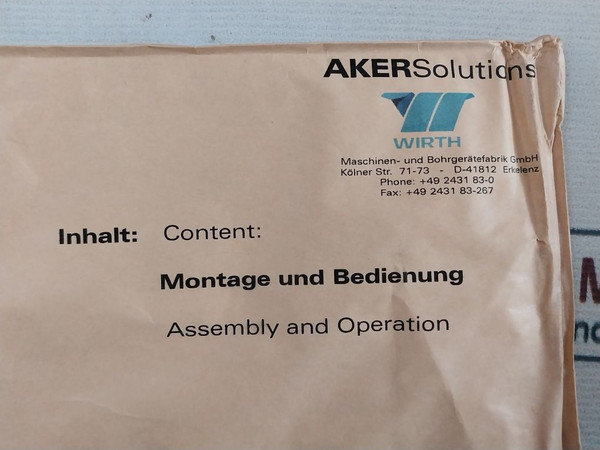 AKERSolutions
WIRTH
Maschinen- und Bohrgerätefabrik GmbH
Kölner Str. 71-73 - D-41812 Erkelenz
Phone: +49 2431 83-0
Fax: +49 2431 83-267
Inhalt: Content:
Montage und Bedienung
Assembly and Operation